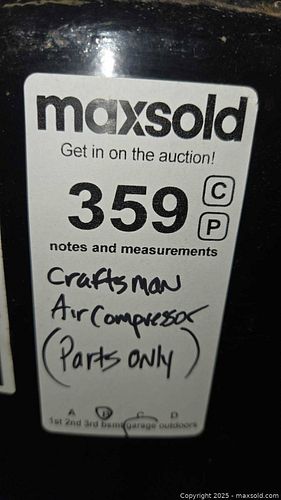 maxsold
Get in on the auction!
359 C P
notes and measurements
Craftsman
Air Compressor
(Parts only)
A B C D
1st 2nd 3rd bsmt garage outdoors
Copyright © 2025 - maxsold.com